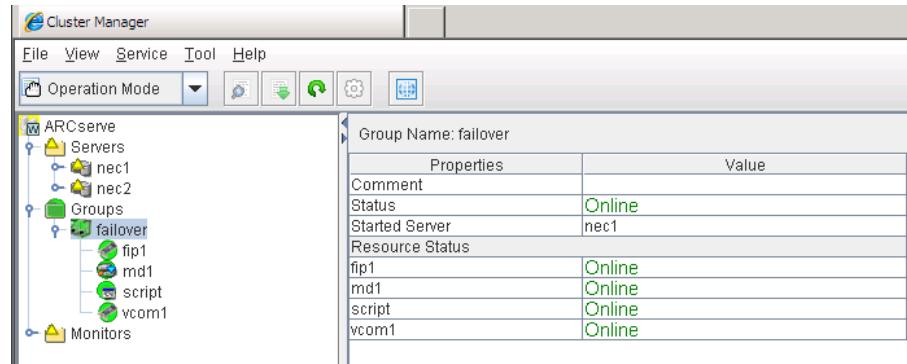 Cluster Manager
File View Service Tool Help
Operation Mode
ARCserve
Servers
nec1
nec2
Groups
failover
fip1
md1
script
vcom1
Monitors
Group Name: failover
Properties Value
Comment
Status Online
Started Server nec1
Resource Status
fip1 Online
md1 Online
script Online
vcom1 Online